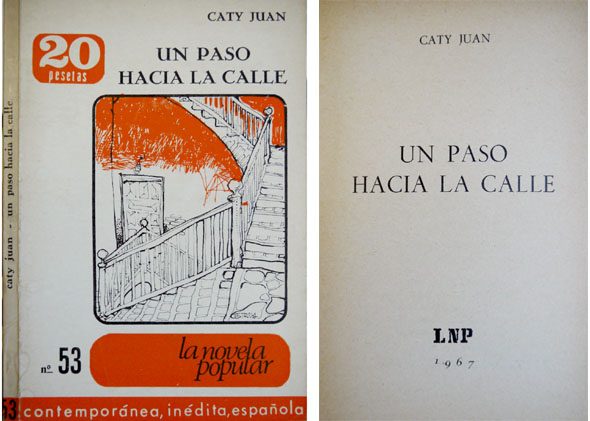 caty juan - un paso hacia la calle
CATY JUAN
20
pesetas
UN PASO
HACIA LA CALLE
nº 53
la novela
popular
53
contemporánea, inédita, española
CATY JUAN
UN PASO
HACIA LA CALLE
LNP
1967